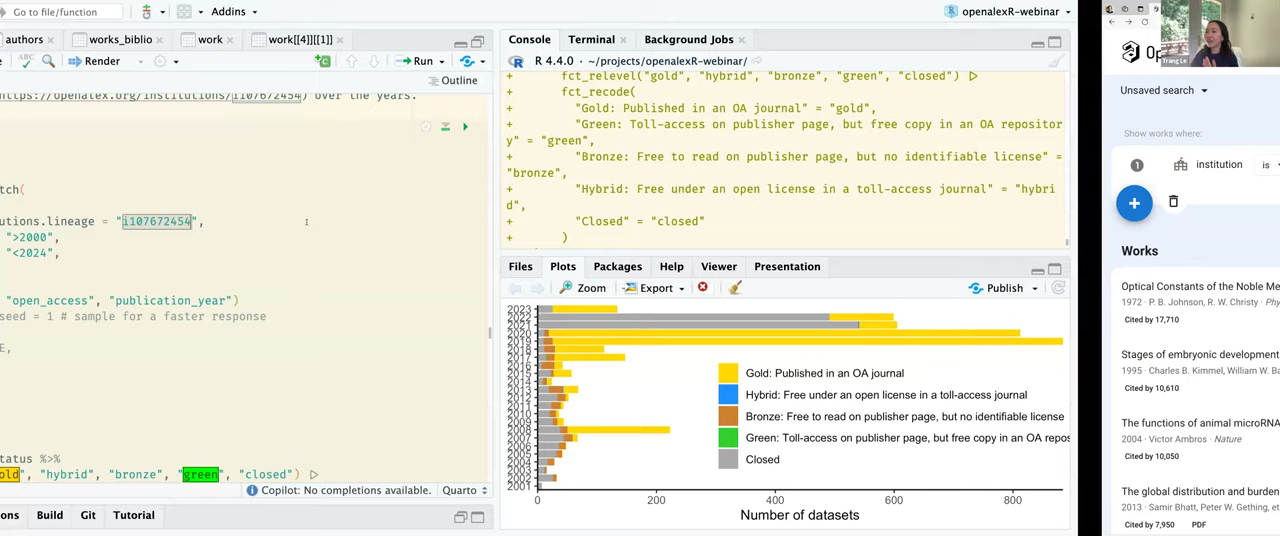 Go to file/function
Addins
openalexR-webinar
authors
works_biblio
work
work[[4]][[1]]
ABC
Render
Run
Outline
https://openalex.org/institutions/i107672454) over the years.
tch(
utions.lineage = "i107672454",
">2000",
"<2024",
"open_access", "publication_year")
seed = 1 # sample for a faster response
E,
status %>%
old", "hybrid", "bronze", "green", "closed") |>
Copilot: No completions available.
Quarto
ons
Build
Git
Tutorial
Console
Terminal
Background Jobs
R 4.4.0 · ~/projects/openalexR-webinar/
+ fct_relevel("gold", "hybrid", "bronze", "green", "closed") |>
+ fct_recode(
+ "Gold: Published in an OA journal" = "gold",
+ "Green: Toll-access on publisher page, but free copy in an OA repositor
y" = "green",
+ "Bronze: Free to read on publisher page, but no identifiable license" =
"bronze",
+ "Hybrid: Free under an open license in a toll-access journal" = "hybri
d",
+ "Closed" = "closed"
+ )
Files
Plots
Packages
Help
Viewer
Presentation
Zoom
Export
Publish
2023
2022
2021
2020
2019
2018
2017
2016
2015
2014
2013
2012
2011
2010
2009
2008
2007
2006
2005
2004
2003
2002
2001
Gold: Published in an OA journal
Hybrid: Free under an open license in a toll-access journal
Bronze: Free to read on publisher page, but no identifiable license
Green: Toll-access on publisher page, but free copy in an OA repos
Closed
0
200
400
600
800
Number of datasets
Trang Le
Op
Unsaved search
Show works where:
1
institution
is
Works
Optical Constants of the Noble Me
1972 · P. B. Johnson, R. W. Christy · Phy
Cited by 17,710
Stages of embryonic development
1995 · Charles B. Kimmel, William W. Ba
Cited by 10,610
The functions of animal microRNA
2004 · Victor Ambros · Nature
Cited by 10,050
The global distribution and burden
2013 · Samir Bhatt, Peter W. Gething, et
Cited by 7,950
PDF